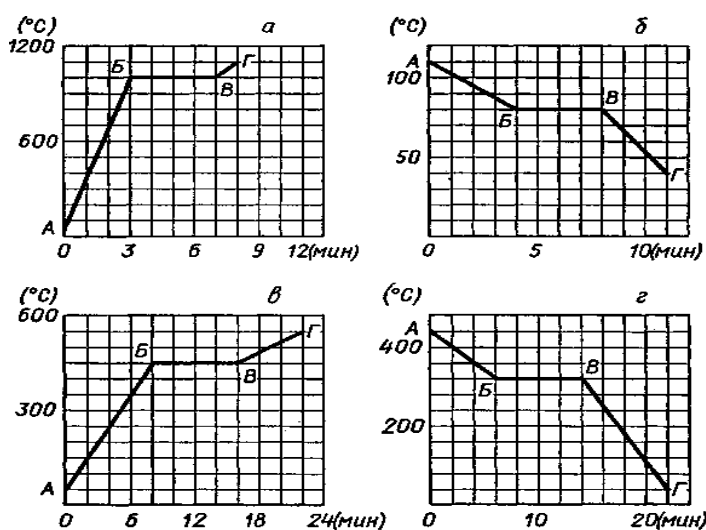 (°C) а
1200
Б Г
В
600
А
0 3 6 9 12(мин)
(°C) б
А
100
Б В
50
Г
0 5 10(мин)
(°C) в
600
Г
Б
В
300
А
0 6 12 18 24(мин)
(°C) г
А
400
В
Б
200
Г
0 10 20(мин)